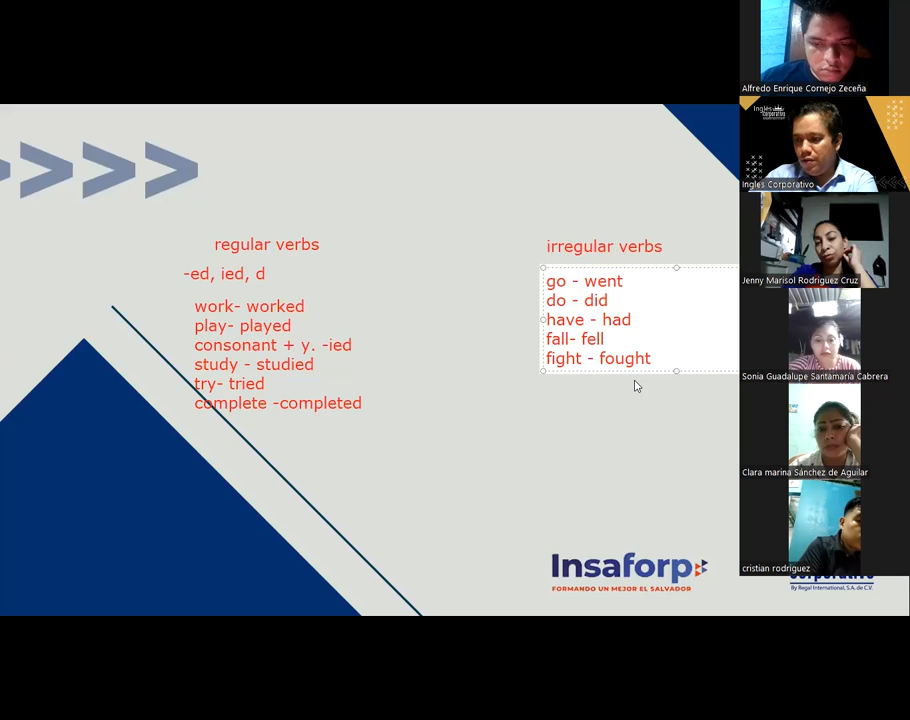 regular verbs
-ed, ied, d
work- worked
play- played
consonant + y. -ied
study - studied
try- tried
complete -completed
irregular verbs
go - went
do - did
have - had
fall- fell
fight - fought
Insaforp
FORMANDO UN MEJOR EL SALVADOR
Alfredo Enrique Cornejo Zeceña
Inglés
corporativo
Ingles Corporativo
Jenny Marisol Rodriguez Cruz
Sonia Guadalupe Santamaria Cabrera
Clara marina Sánchez de Aguilar
cristian rodriguez
corporativo
By Regal International, S.A. de C.V.